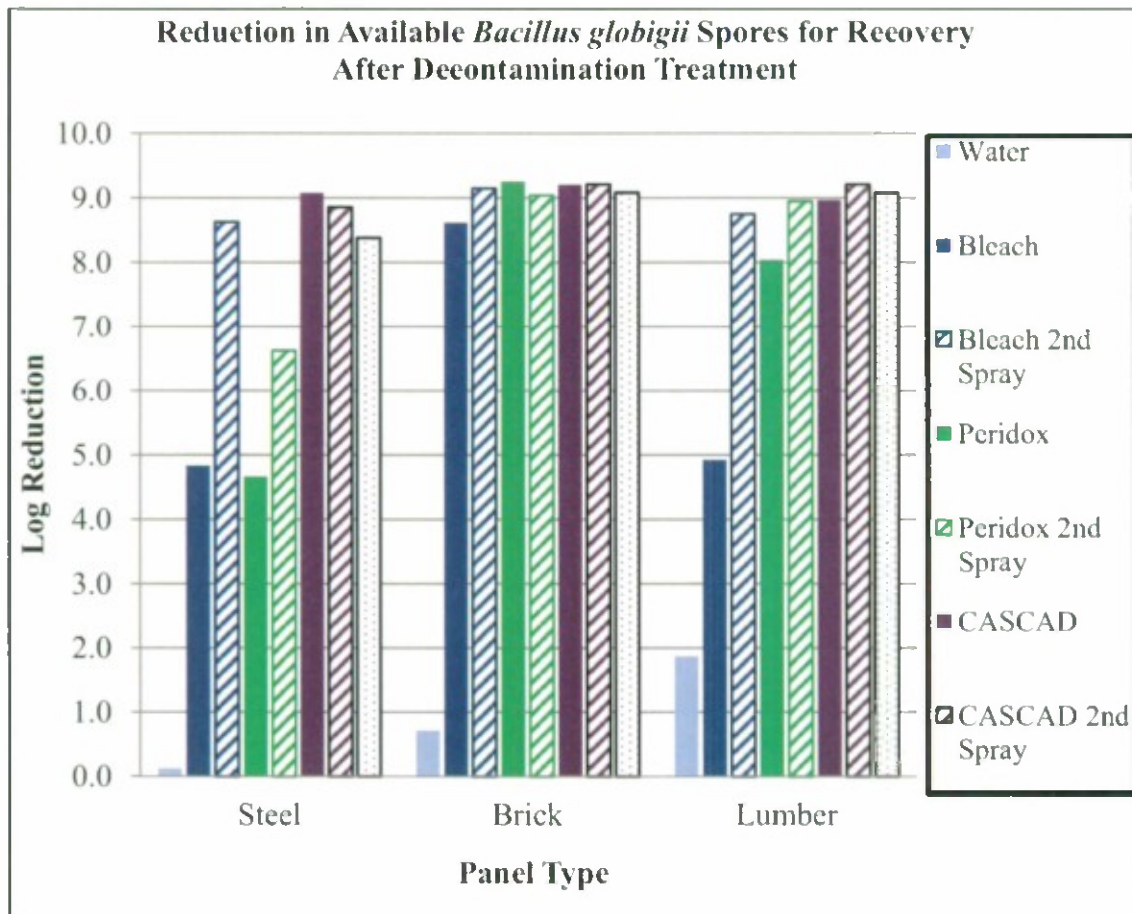 Reduction in Available Bacillus globigii Spores for Recovery
After Decontamination Treatment
10.0
9.0
8.0
7.0
6.0
5.0
4.0
3.0
2.0
1.0
0.0
Log Reduction
Steel
Brick
Lumber
Panel Type
Water
Bleach
Bleach 2nd
Spray
Peridox
Peridox 2nd
Spray
CASCAD
CASCAD 2nd
Spray